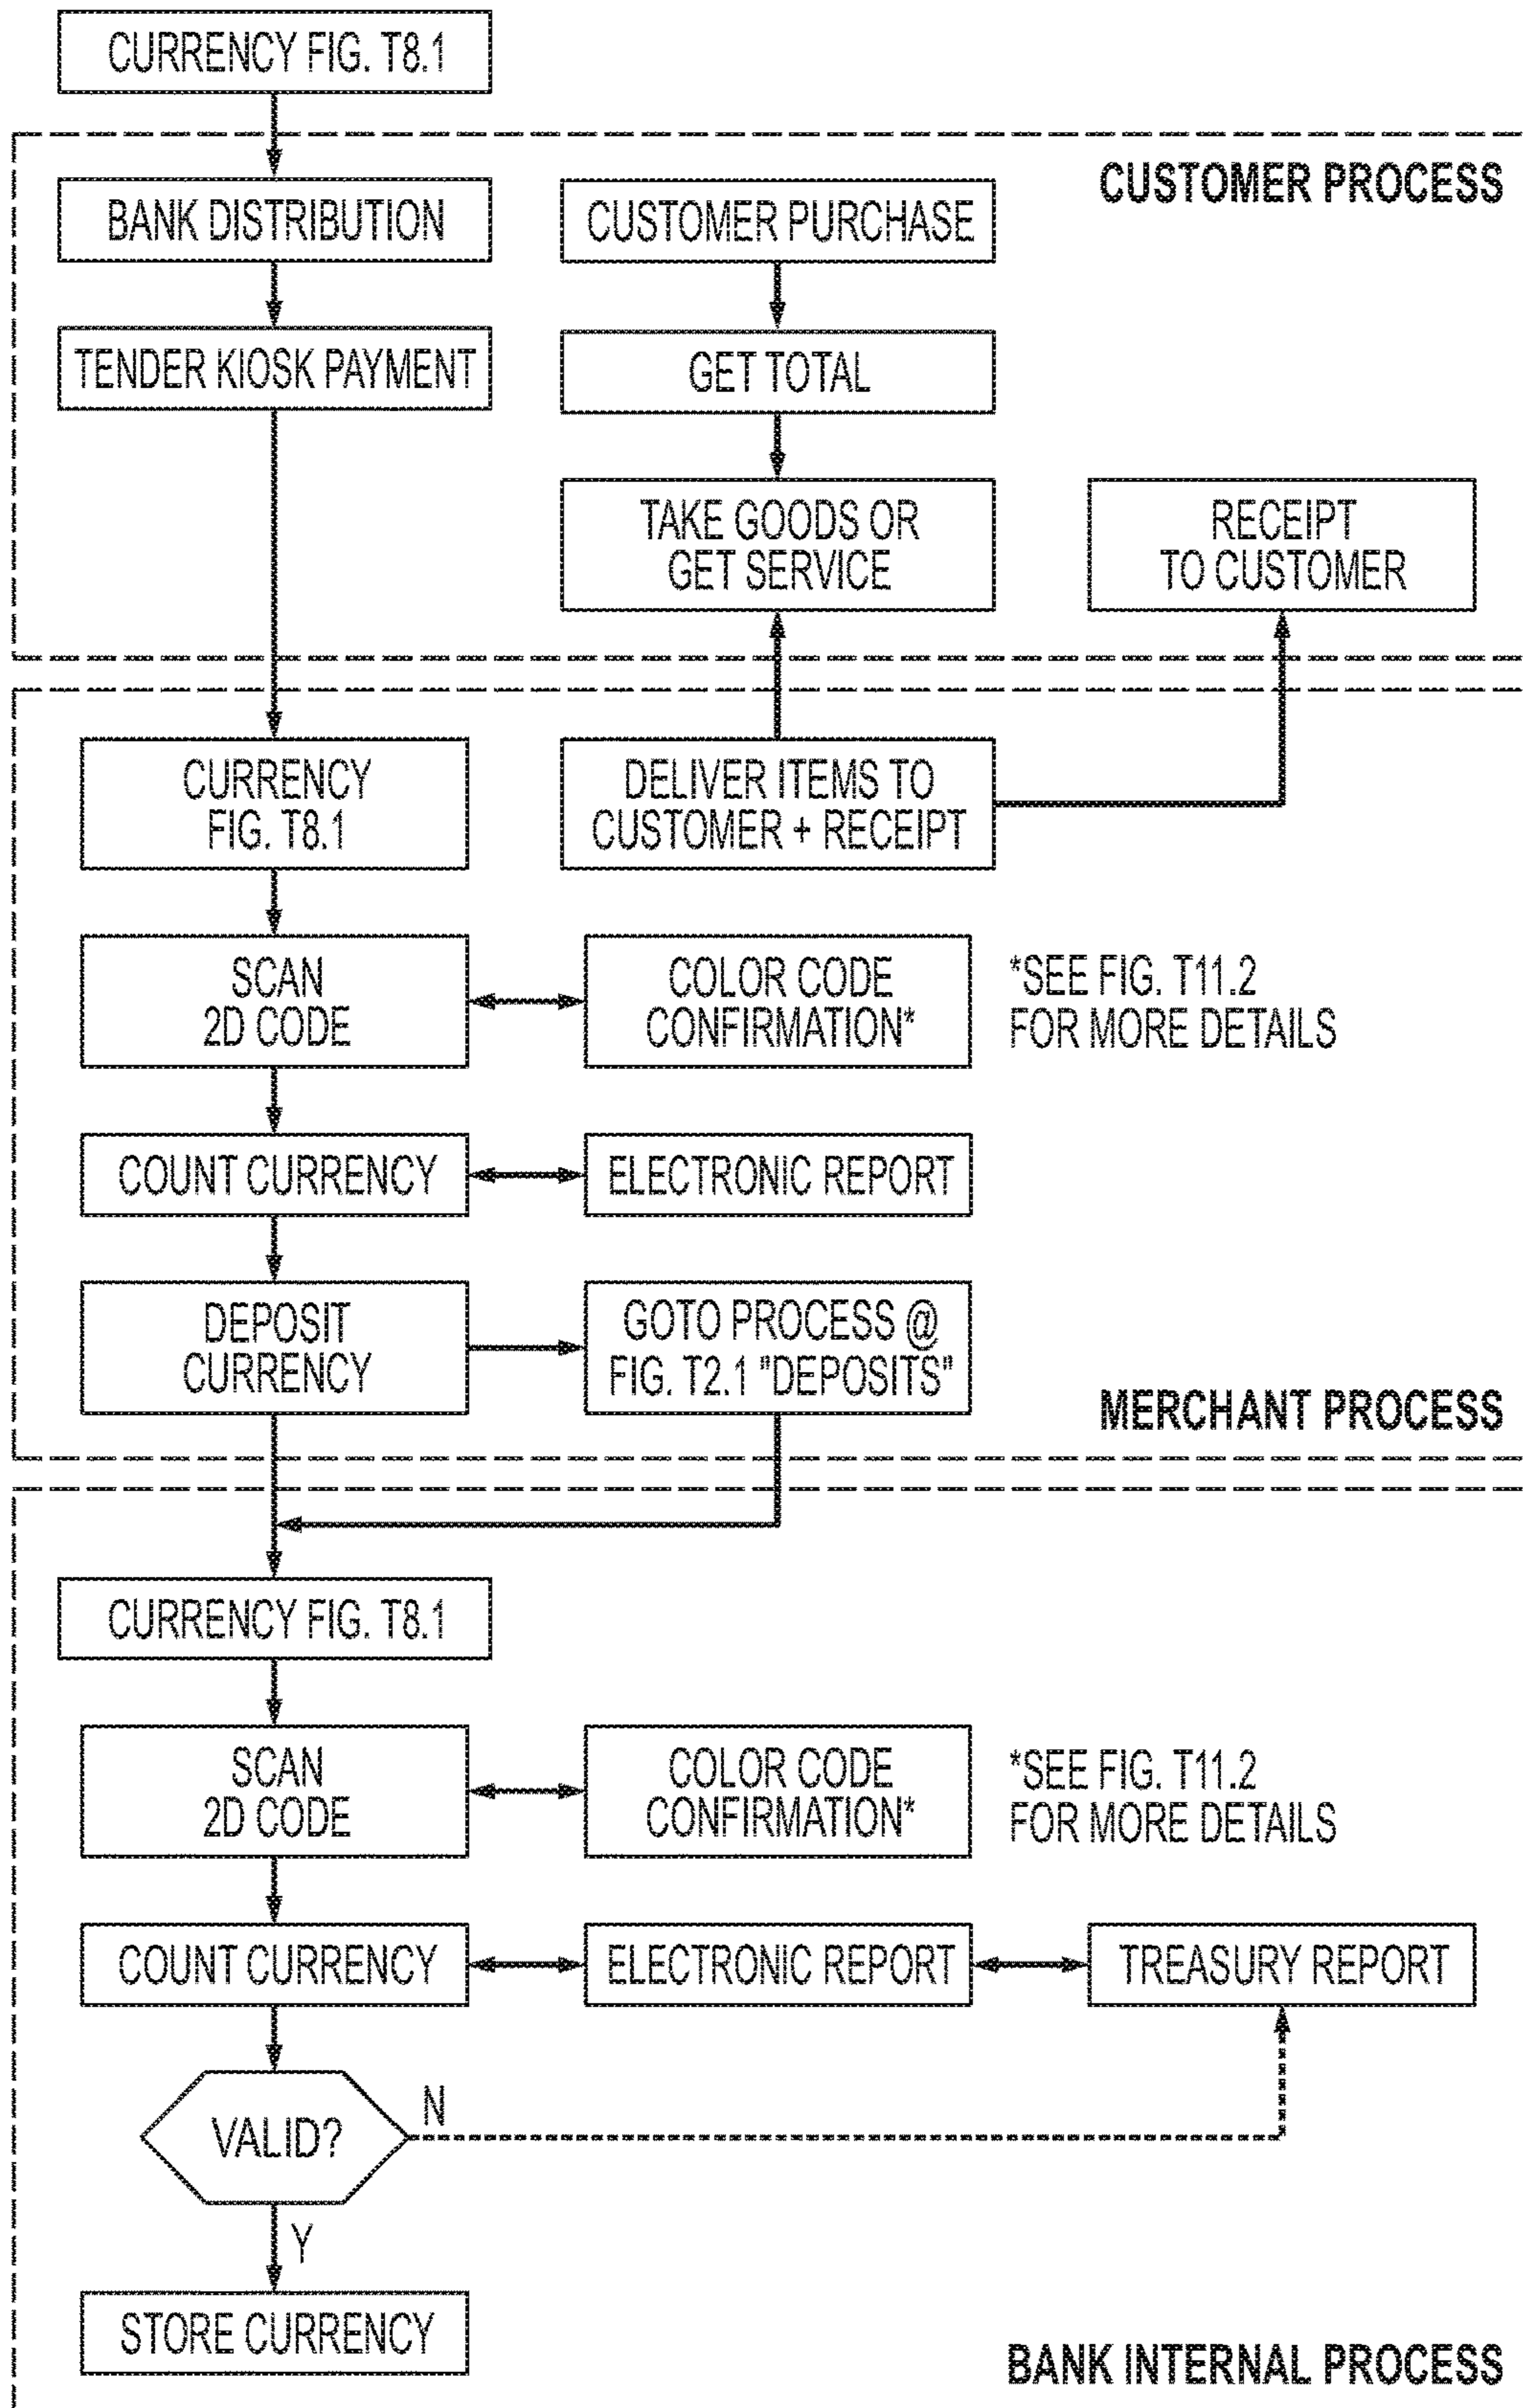 CURRENCY FIG. T8.1
CUSTOMER PROCESS
BANK DISTRIBUTION
CUSTOMER PURCHASE
TENDER KIOSK PAYMENT
GET TOTAL
TAKE GOODS OR
GET SERVICE
RECEIPT
TO CUSTOMER
CURRENCY
FIG. T8.1
DELIVER ITEMS TO
CUSTOMER + RECEIPT
SCAN
2D CODE
COLOR CODE
CONFIRMATION*
*SEE FIG. T11.2
FOR MORE DETAILS
COUNT CURRENCY
ELECTRONIC REPORT
DEPOSIT
CURRENCY
GOTO PROCESS @
FIG. T2.1 "DEPOSITS"
MERCHANT PROCESS
CURRENCY FIG. T8.1
SCAN
2D CODE
COLOR CODE
CONFIRMATION*
*SEE FIG. T11.2
FOR MORE DETAILS
COUNT CURRENCY
ELECTRONIC REPORT
TREASURY REPORT
VALID?
N
Y
STORE CURRENCY
BANK INTERNAL PROCESS